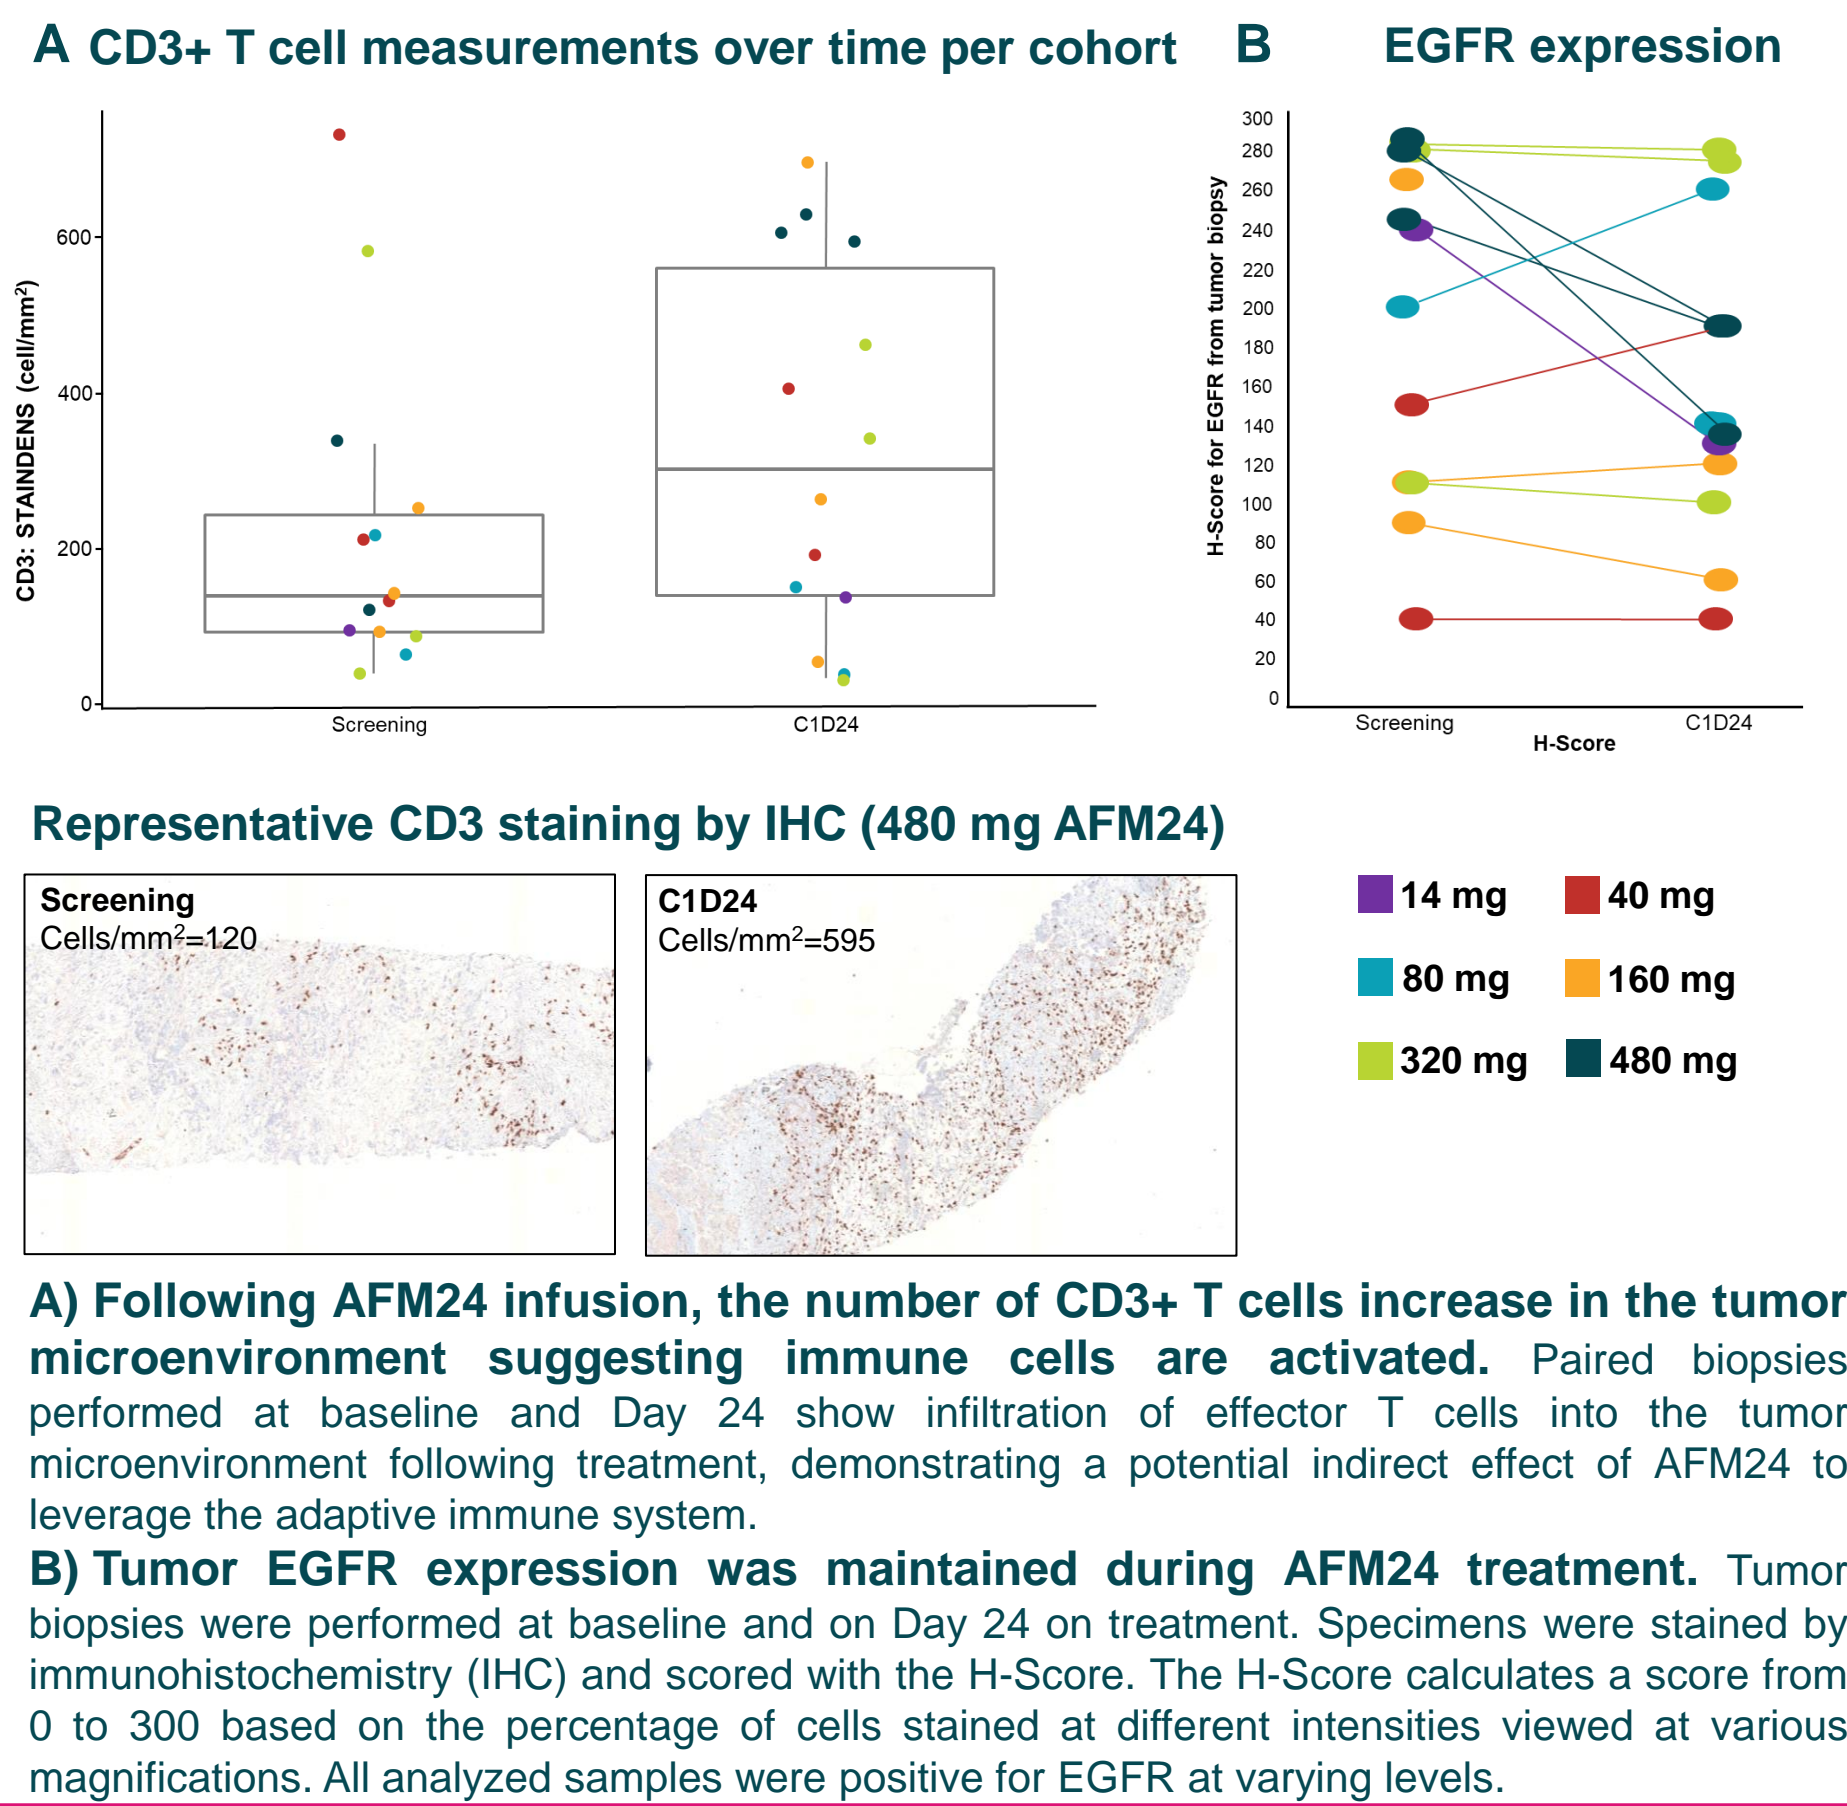 A CD3+ T cell measurements over time per cohort
CD3: STAINDENS (cell/mm²)
600
400
200
0
Screening
C1D24
B EGFR expression
H-Score for EGFR from tumor biopsy
300
280
260
240
220
200
180
160
140
120
100
80
60
40
20
0
Screening
C1D24
H-Score
Representative CD3 staining by IHC (480 mg AFM24)
Screening
Cells/mm²=120
C1D24
Cells/mm²=595
14 mg
40 mg
80 mg
160 mg
320 mg
480 mg
A) Following AFM24 infusion, the number of CD3+ T cells increase in the tumor
microenvironment suggesting immune cells are activated. Paired biopsies
performed at baseline and Day 24 show infiltration of effector T cells into the tumor
microenvironment following treatment, demonstrating a potential indirect effect of AFM24 to
leverage the adaptive immune system.
B) Tumor EGFR expression was maintained during AFM24 treatment. Tumor
biopsies were performed at baseline and on Day 24 on treatment. Specimens were stained by
immunohistochemistry (IHC) and scored with the H-Score. The H-Score calculates a score from
0 to 300 based on the percentage of cells stained at different intensities viewed at various
magnifications. All analyzed samples were positive for EGFR at varying levels.